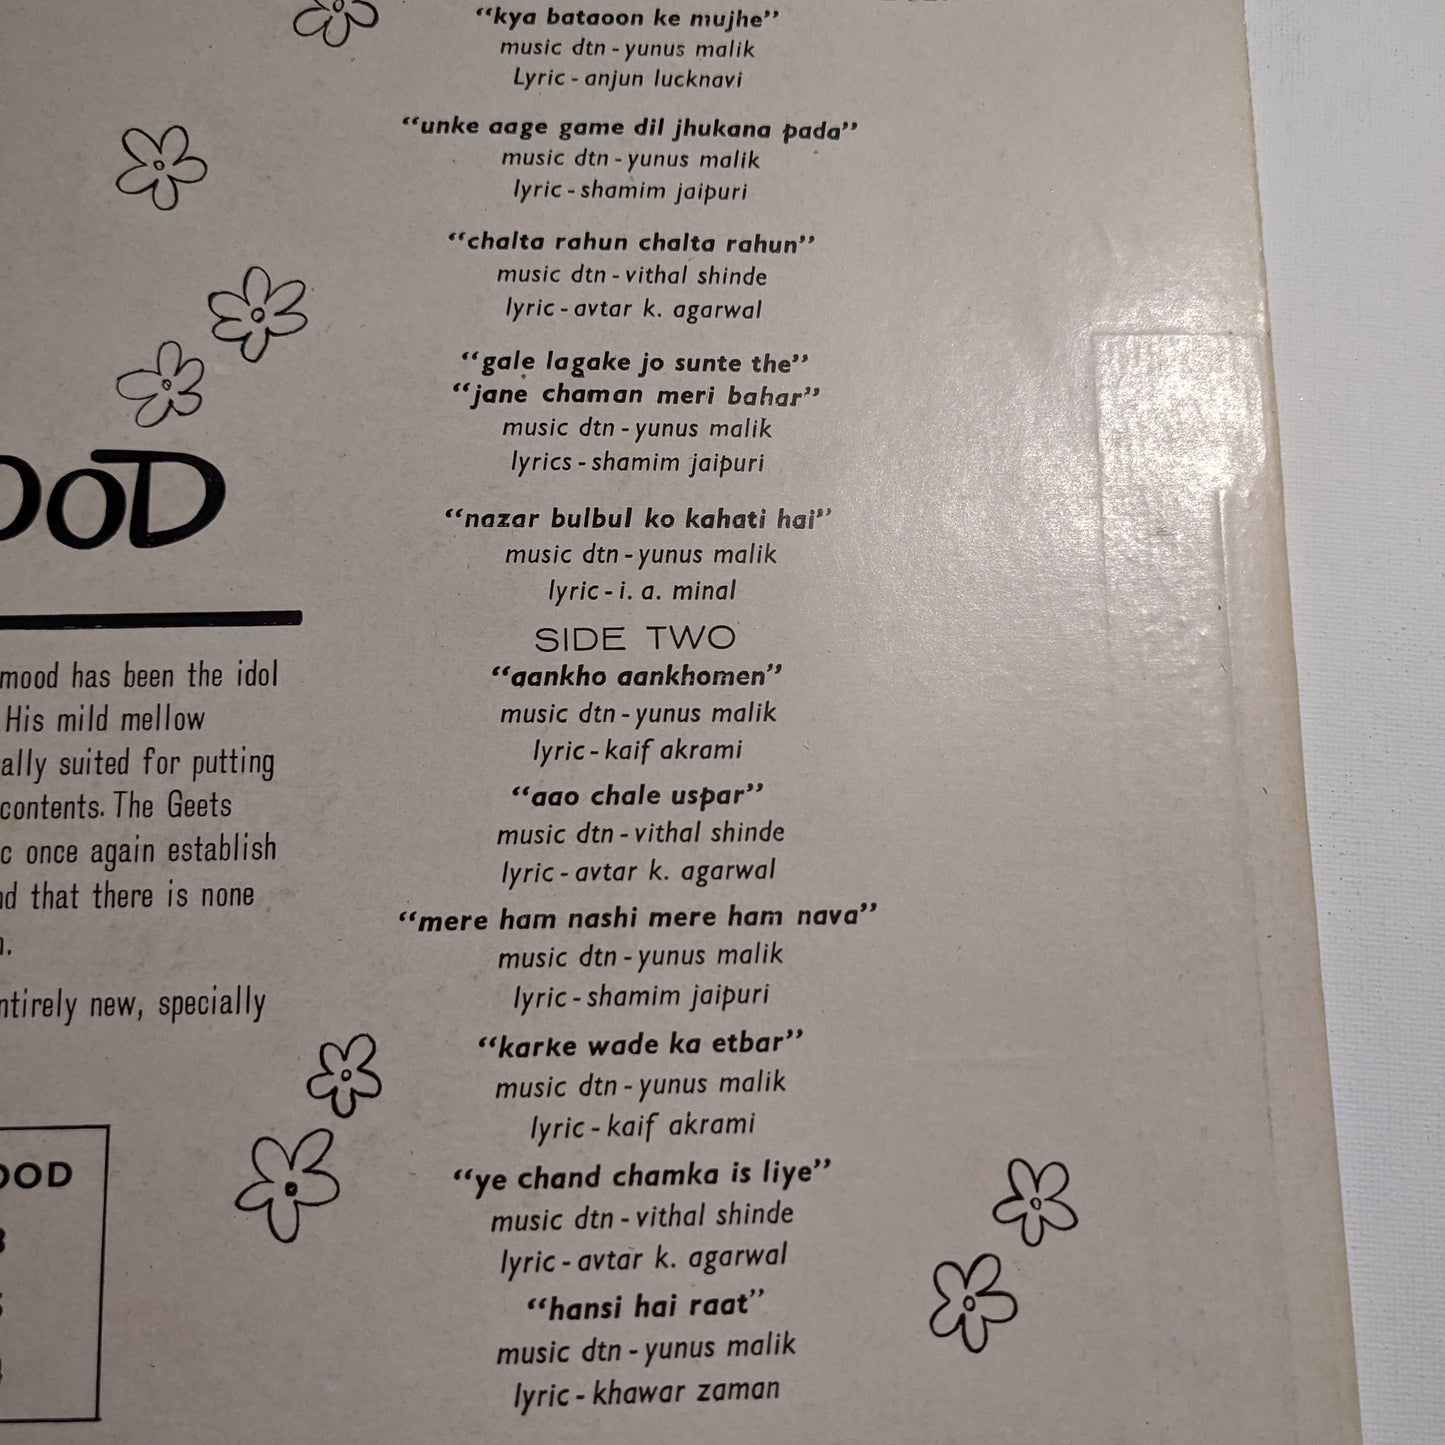 "kya bataoon ke mujhe"
music dtn - yunus malik
Lyric - anjun lucknavi
"unke aage game dil jhukana pada"
music dtn - yunus malik
lyric - shamim jaipuri
"chalta rahun chalta rahun"
music dtn - vithal shinde
lyric - avtar k. agarwal
"gale lagake jo sunte the"
"jane chaman meri bahar"
music dtn - yunus malik
lyrics - shamim jaipuri
"nazar bulbul ko kahati hai"
music dtn - yunus malik
lyric - i. a. minal
SIDE TWO
"aankho aankhomen"
music dtn - yunus malik
lyric - kaif akrami
"aao chale uspar"
music dtn - vithal shinde
lyric - avtar k. agarwal
"mere ham nashi mere ham nava"
music dtn - yunus malik
lyric - shamim jaipuri
"karke wade ka etbar"
music dtn - yunus malik
lyric - kaif akrami
"ye chand chamka is liye"
music dtn - vithal shinde
lyric - avtar k. agarwal
"hansi hai raat"
music dtn - yunus malik
lyric - khawar zaman
OOD
mood has been the idol
His mild mellow
ally suited for putting
contents. The Geets
c once again establish
nd that there is none
ntirely new, specially
OOD